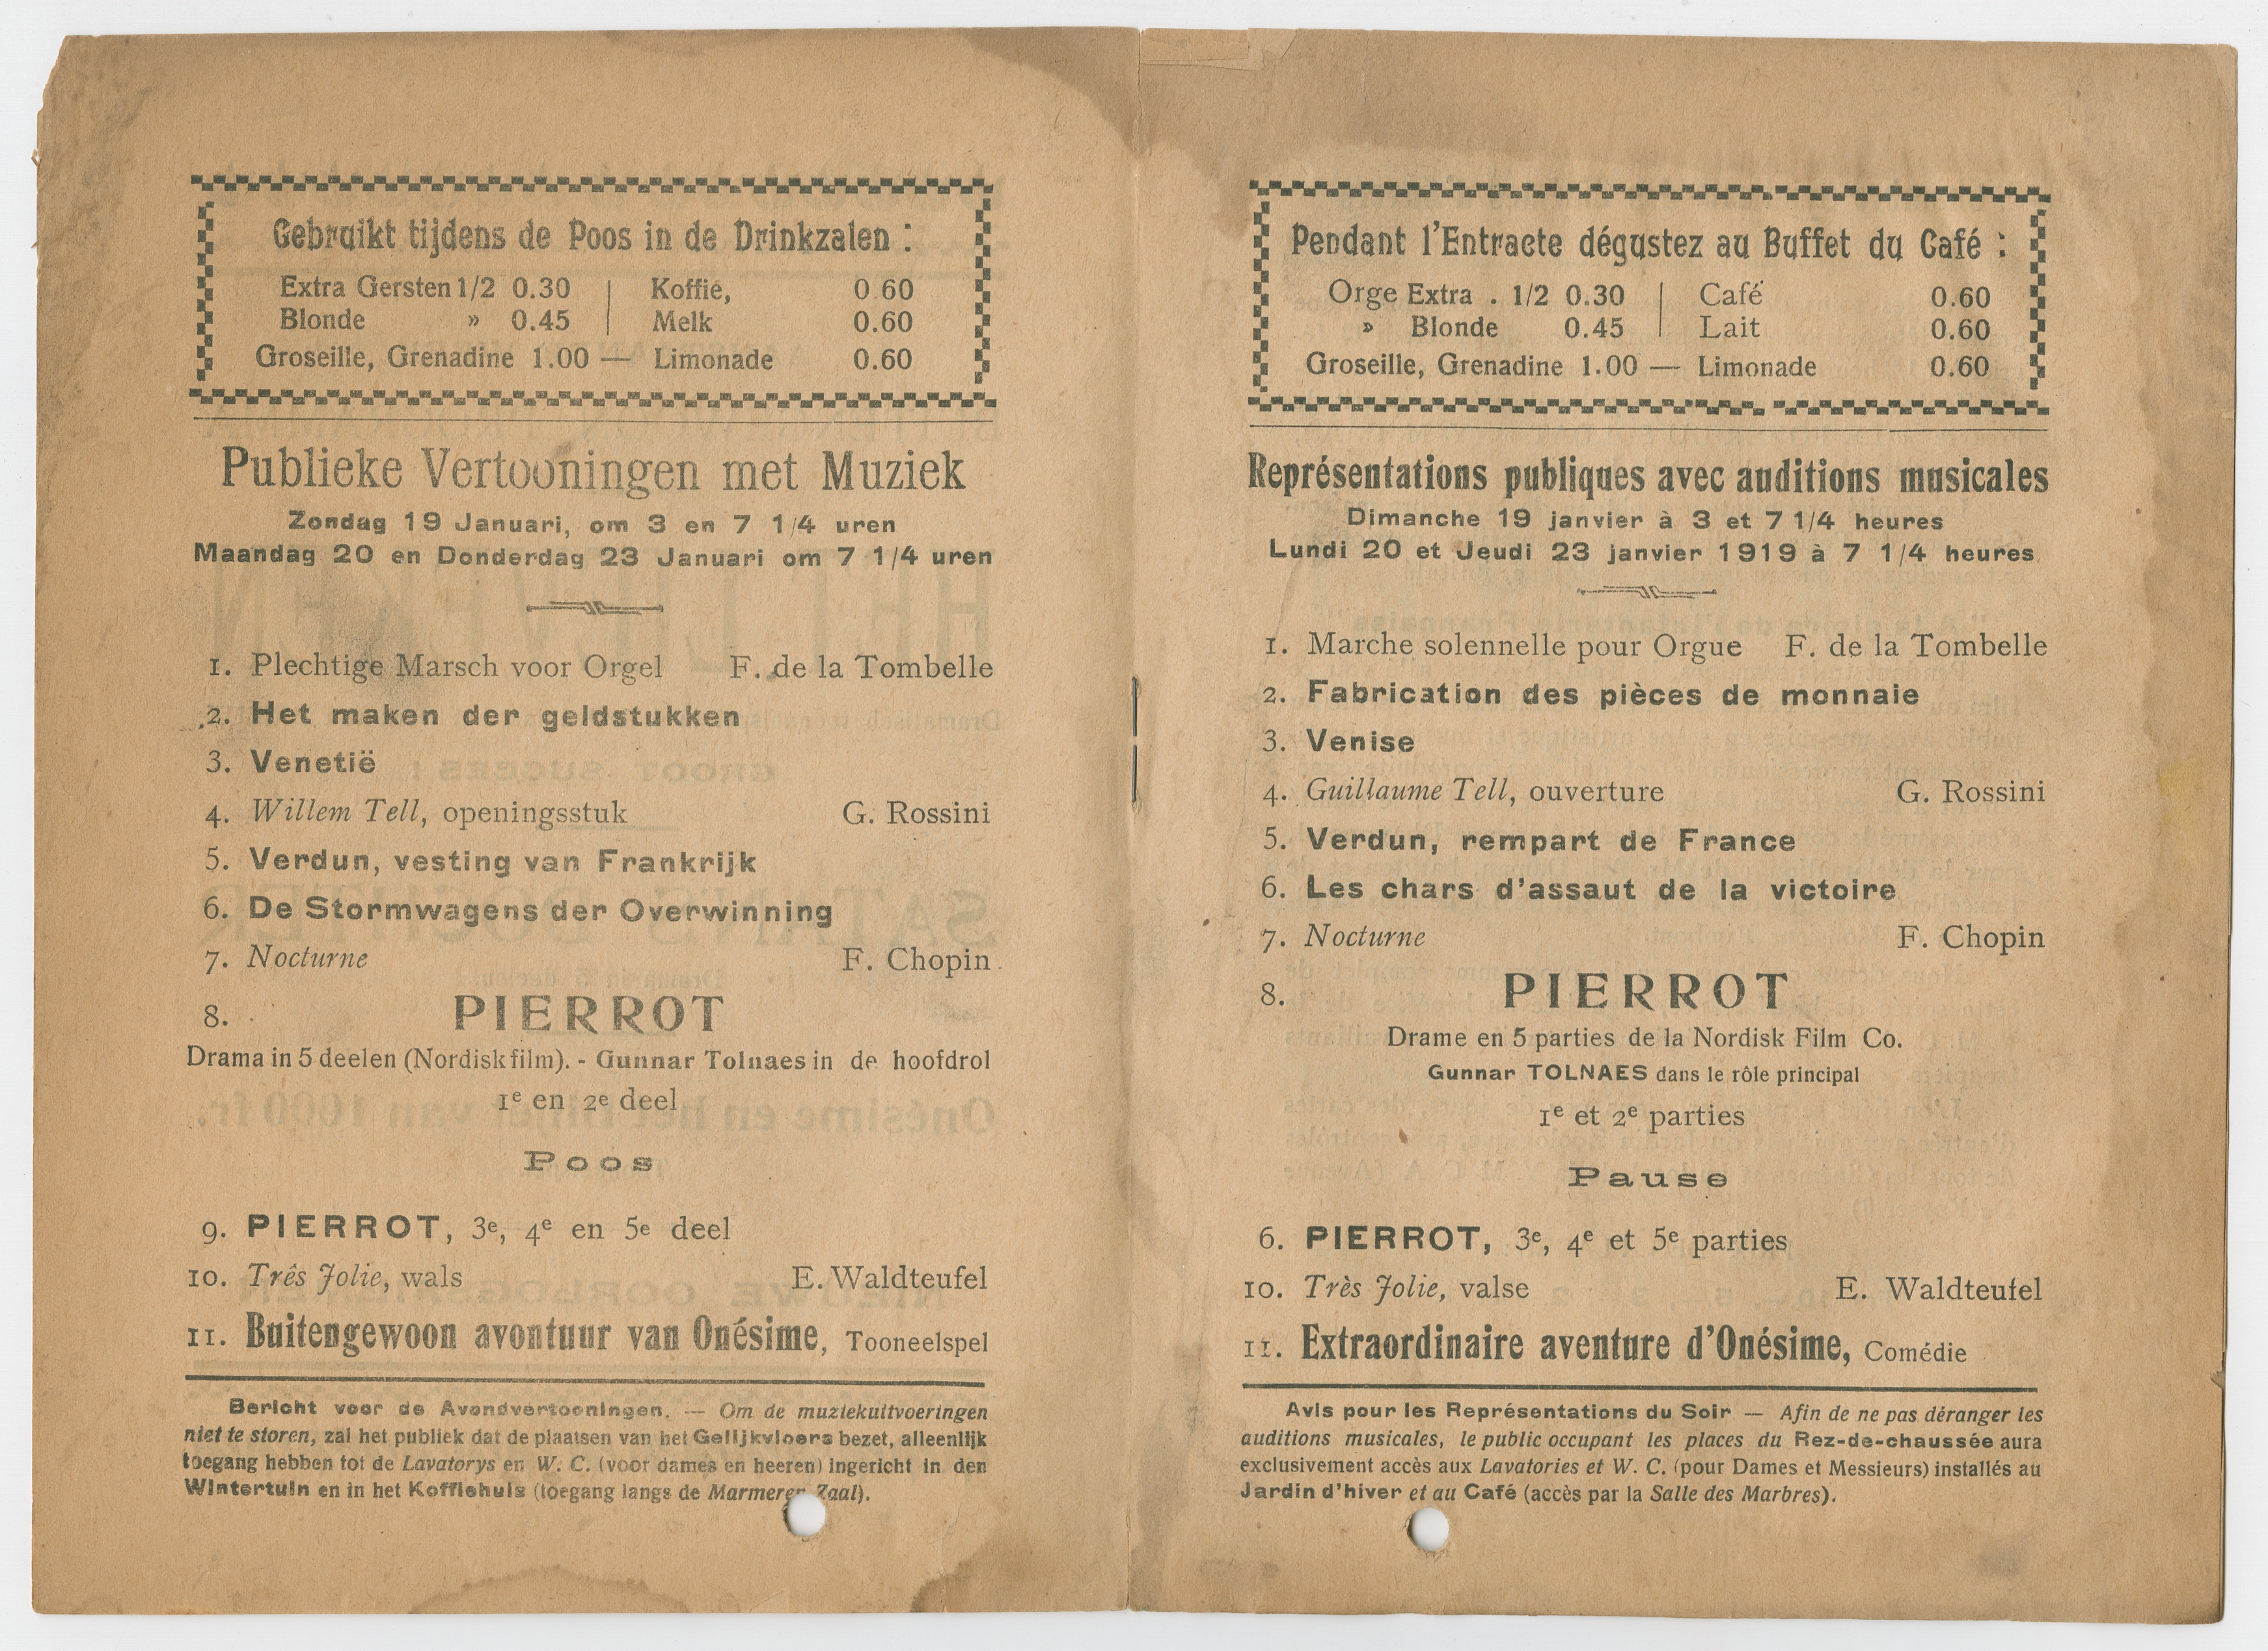 Gebruikt tijdens de Poos in de Drinkzalen :
Extra Gersten 1/2 0.30 | Koffie, 0.60
Blonde » 0.45 | Melk 0.60
Groseille, Grenadine 1.00 — Limonade 0.60
Publieke Vertooningen met Muziek
Zondag 19 Januari, om 3 en 7 1/4 uren
Maandag 20 en Donderdag 23 Januari om 7 1/4 uren
1. Plechtige Marsch voor Orgel F. de la Tombelle
2. Het maken der geldstukken
3. Venetië
4. Willem Tell, openingsstuk G. Rossini
5. Verdun, vesting van Frankrijk
6. De Stormwagens der Overwinning
7. Nocturne F. Chopin
8. PIERROT
Drama in 5 deelen (Nordisk film). - Gunnar Tolnaes in de hoofdrol
1e en 2e deel
Poos
9. PIERROT, 3e, 4e en 5e deel
10. Três Jolie, wals E. Waldteufel
11. Buitengewoon avontuur van Onésime, Tooneelspel
Bericht voor de Avondvertooningen. — Om de muziekuitvoeringen
niet te storen, zal het publiek dat de plaatsen van het Gelijkvloers bezet, alleenlijk
toegang hebben tot de Lavatorys en W. C. (voor dames en heeren) ingericht in den
Wintertuin en in het Koffiehuis (toegang langs de Marmeren Zaal).
Pendant l'Entracte dégustez au Buffet du Café :
Orge Extra . 1/2 0.30 | Café 0.60
» Blonde 0.45 | Lait 0.60
Groseille, Grenadine 1.00 — Limonade 0.60
Représentations publiques avec auditions musicales
Dimanche 19 janvier à 3 et 7 1/4 heures
Lundi 20 et Jeudi 23 janvier 1919 à 7 1/4 heures
1. Marche solennelle pour Orgue F. de la Tombelle
2. Fabrication des pièces de monnaie
3. Venise
4. Guillaume Tell, ouverture G. Rossini
5. Verdun, rempart de France
6. Les chars d'assaut de la victoire
7. Nocturne F. Chopin
8. PIERROT
Drame en 5 parties de la Nordisk Film Co.
Gunnar TOLNAES dans le rôle principal
1e et 2e parties
Pause
6. PIERROT, 3e, 4e et 5e parties
10. Très Jolie, valse E. Waldteufel
11. Extraordinaire aventure d'Onésime, Comédie
Avis pour les Représentations du Soir — Afin de ne pas déranger les
auditions musicales, le public occupant les places du Rez-de-chaussée aura
exclusivement accès aux Lavatories et W. C. (pour Dames et Messieurs) installés au
Jardin d'hiver et au Café (accès par la Salle des Marbres).